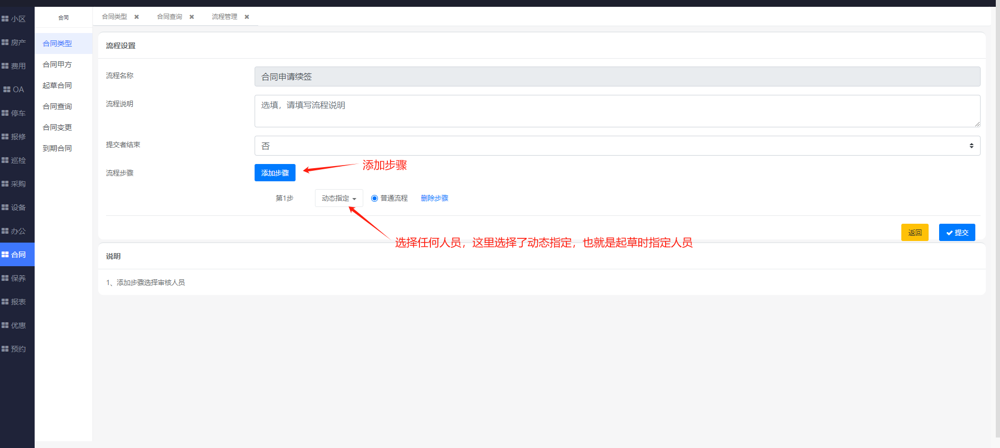 小区
房产
费用
OA
停车
报修
巡检
采购
设备
办公
合同
保养
报表
优惠
预约
合同
合同类型
合同甲方
起草合同
合同查询
合同变更
到期合同
合同类型 合同查询 流程管理
流程设置
流程名称 合同申请续签
流程说明 选填，请填写流程说明
提交者结束 否
流程步骤 添加步骤 添加步骤
第1步 动态指定 普通流程 删除步骤
返回 提交
选择任何人员，这里选择了动态指定，也就是起草时指定人员
说明
1、添加步骤选择审核人员